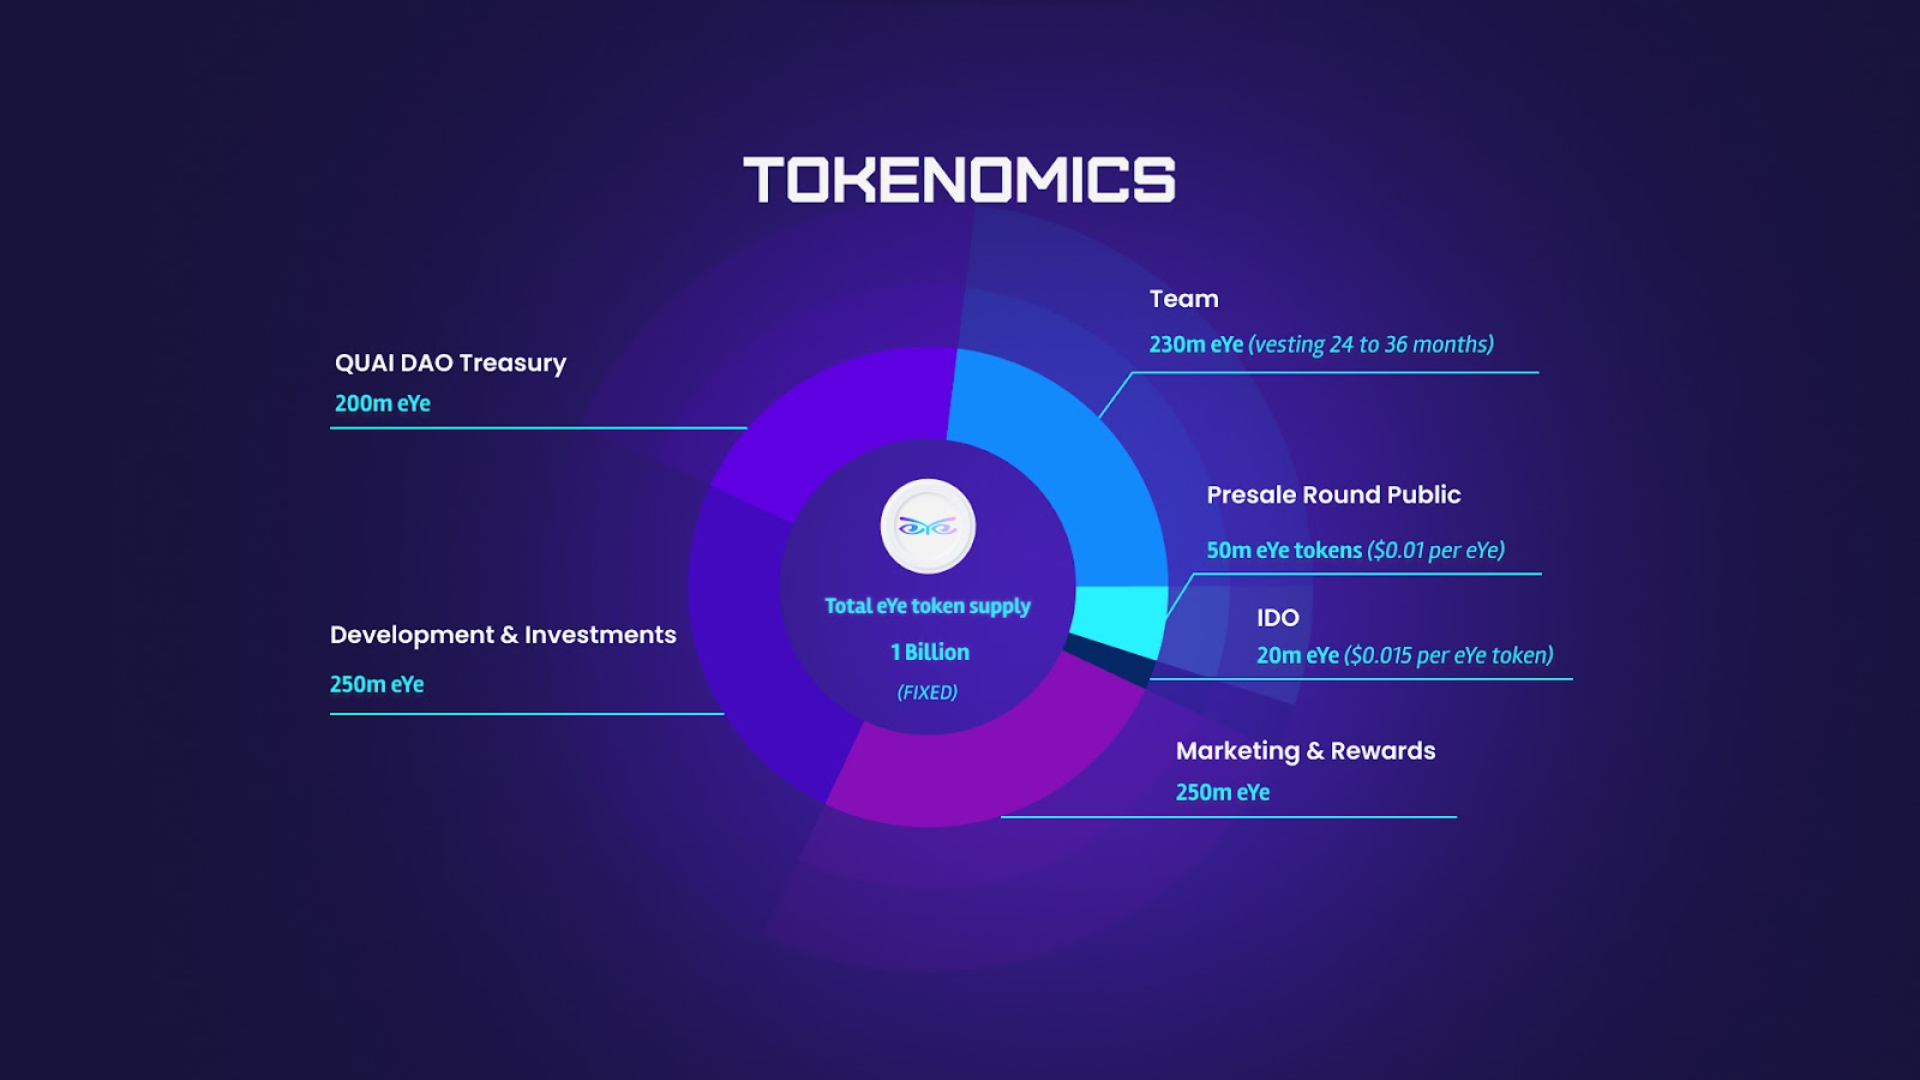 TOKENOMICS
Team
230m eYe (vesting 24 to 36 months)
QUAI DAO Treasury
200m eYe
Presale Round Public
50m eYe tokens ($0.01 per eYe)
eYe
Total eYe token supply
1 Billion
(FIXED)
IDO
20m eYe ($0.015 per eYe token)
Development & Investments
250m eYe
Marketing & Rewards
250m eYe